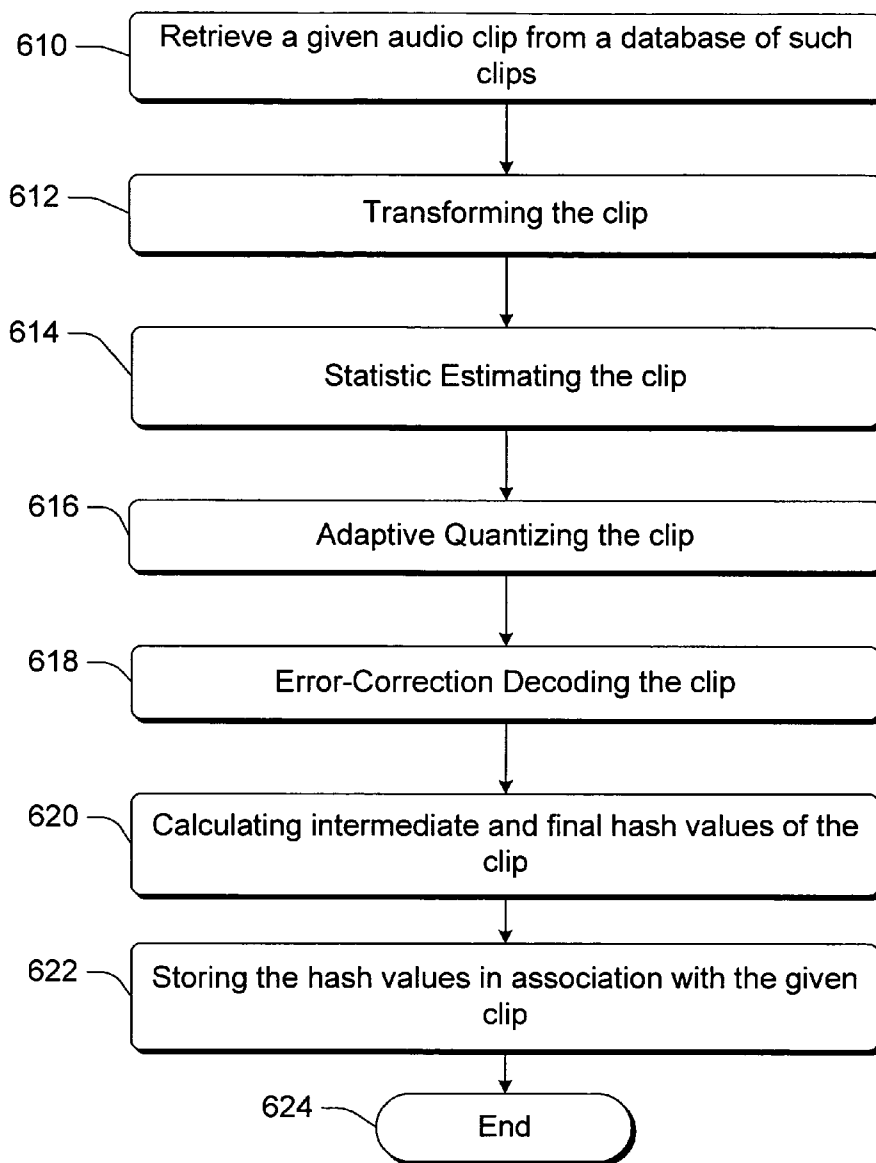 610
Retrieve a given audio clip from a database of such
clips
612
Transforming the clip
614
Statistic Estimating the clip
616
Adaptive Quantizing the clip
618
Error-Correction Decoding the clip
620
Calculating intermediate and final hash values of the
clip
622
Storing the hash values in association with the given
clip
624
End